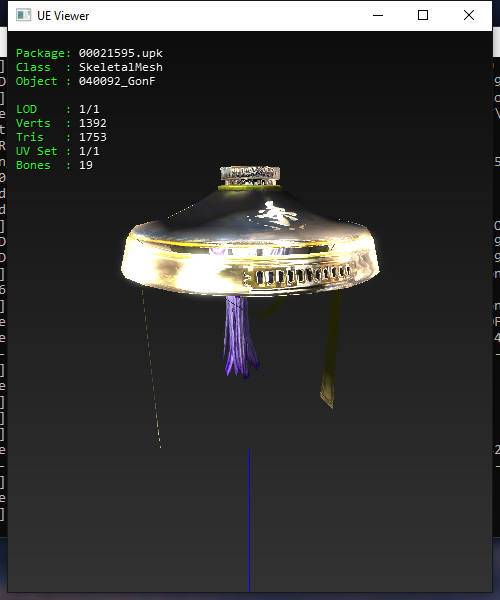 UE Viewer
Package: 00021595.upk
Class : SkeletalMesh
Object : 040092_GonF
LOD : 1/1
Verts : 1392
Tris : 1753
UV Set : 1/1
Bones : 19